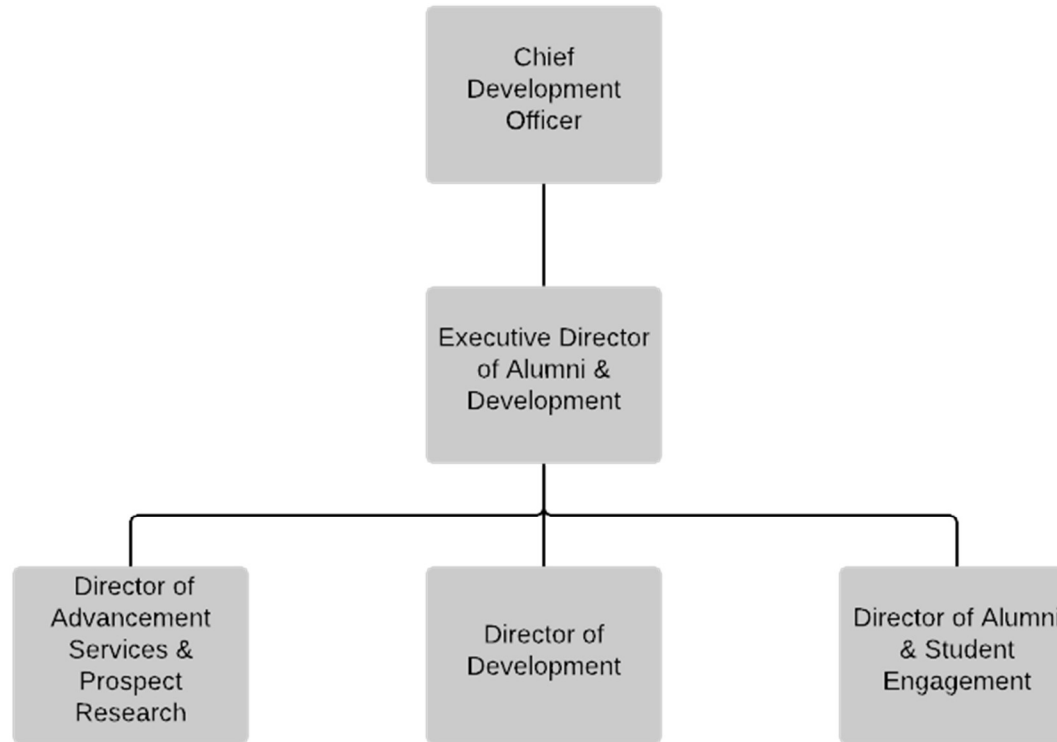 Chief
Development
Officer
Executive Director
of Alumni &
Development
Director of
Advancement
Services &
Prospect
Research
Director of
Development
Director of Alumni
& Student
Engagement